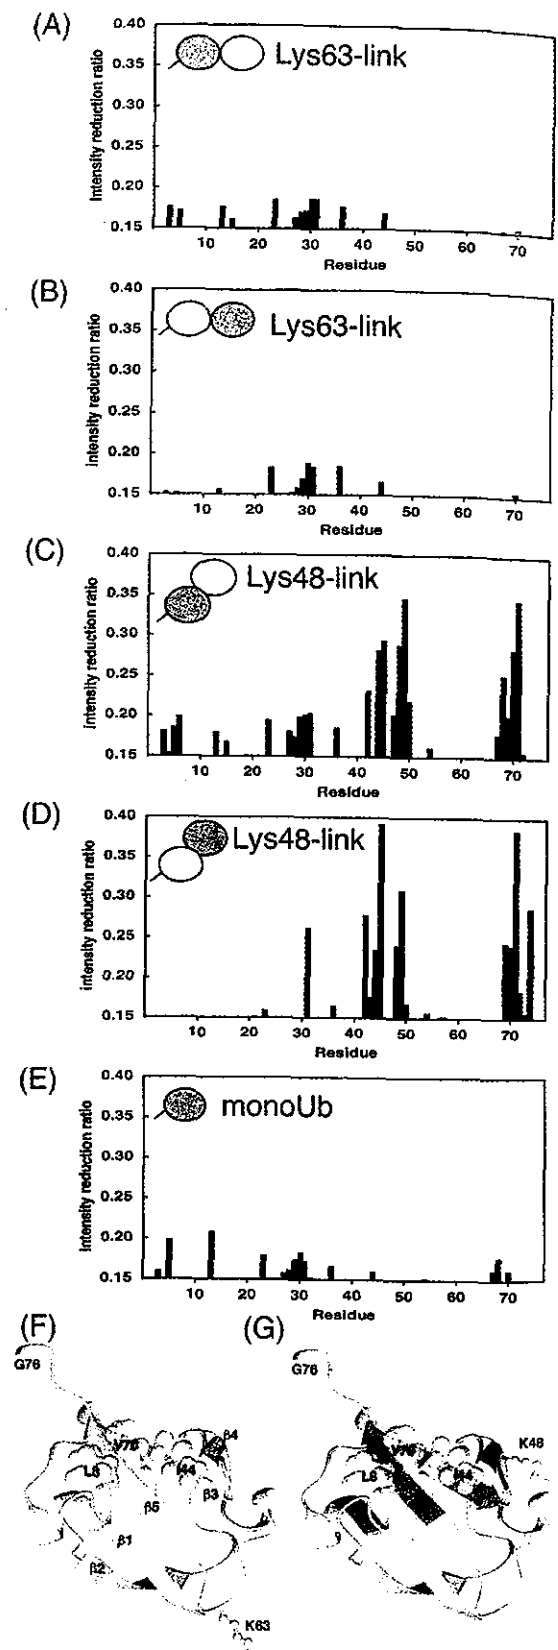 (A)
Lys63-link
Intensity reduction ratio
0.40
0.35
0.30
0.25
0.20
0.15
10 20 30 40 50 60 70
Residue
(B)
Lys63-link
Intensity reduction ratio
0.40
0.35
0.30
0.25
0.20
0.15
10 20 30 40 50 60 70
Residue
(C)
Lys48-link
Intensity reduction ratio
0.40
0.35
0.30
0.25
0.20
0.15
10 20 30 40 50 60 70
Residue
(D)
Lys48-link
Intensity reduction ratio
0.40
0.35
0.30
0.25
0.20
0.15
10 20 30 40 50 60 70
Residue
(E)
monoUb
Intensity reduction ratio
0.40
0.35
0.30
0.25
0.20
0.15
10 20 30 40 50 60 70
Residue
(F)
G76
V70
β4
L8
I44
β5
β3
β1
β2
K63
(G)
G76
V70
K48
L8
I44